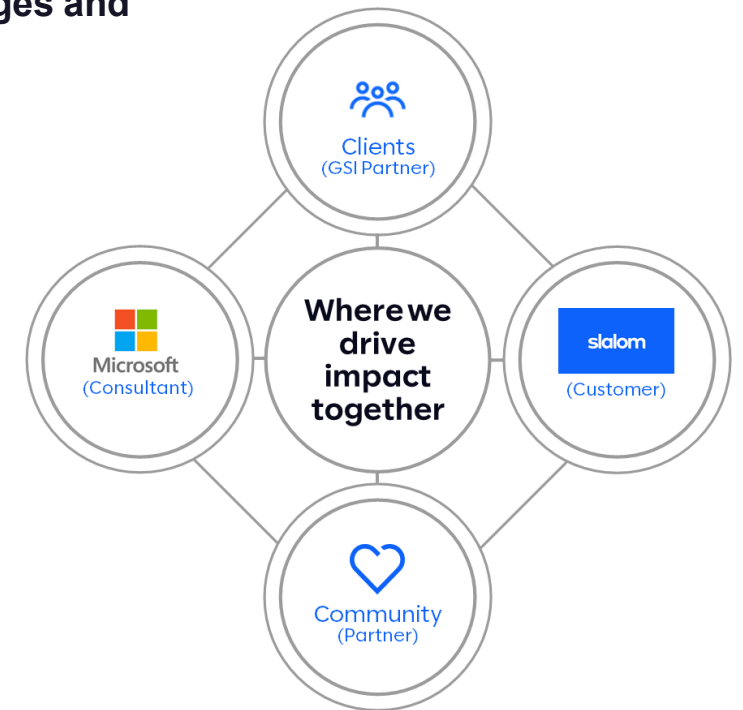 ges and
Clients
(GSI Partner)
Microsoft
(Consultant)
Where we
drive
impact
together
slalom
(Customer)
Community
(Partner)